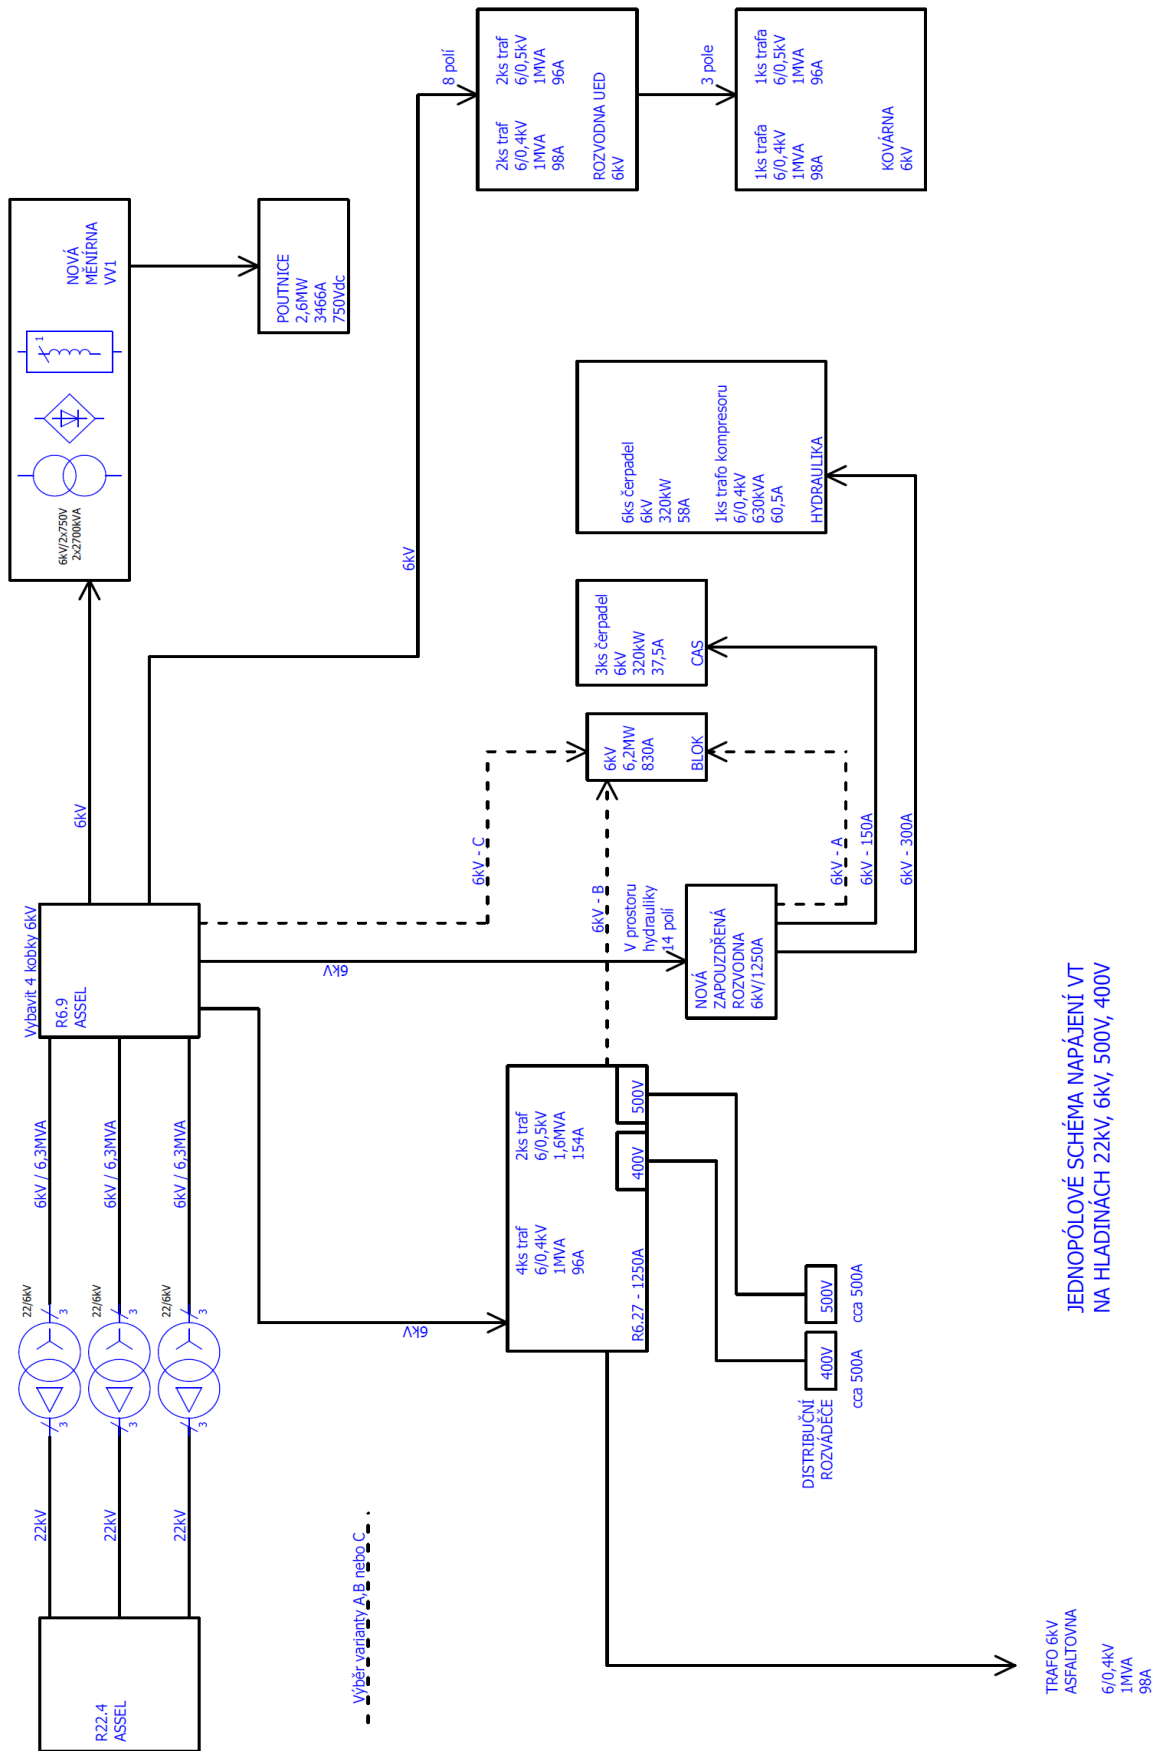 R22.4
ASSEL
22kV
22kV
22kV
3
3
3
22/6kV
22/6kV
22/6kV
3
3
3
6kV / 6,3MVA
6kV / 6,3MVA
6kV / 6,3MVA
Vybavit 4 kobky 6kV
R6.9
ASSEL
6kV
6kV/2x750V
2x2700kVA
1
NOVÁ
MĚNÍRNA
VV1
POUTNICE
2,6MW
3466A
750Vdc
6kV
8 polí
2ks traf
6/0,4kV
1MVA
98A
2ks traf
6/0,5kV
1MVA
96A
ROZVODNA UED
6kV
3 pole
1ks trafa
6/0,4kV
1MVA
98A
1ks trafa
6/0,5kV
1MVA
96A
KOVÁRNA
6kV
Výběr varianty A,B nebo C
6kV
6kV
6kV - C
6kV - B
6kV
6,2MW
830A
BLOK
3ks čerpadel
6kV
320kW
37,5A
CAS
6ks čerpadel
6kV
320kW
58A
1ks trafo kompresoru
6/0,4kV
630kVA
60,5A
HYDRAULIKA
V prostoru
hydrauliky
14 polí
NOVÁ
ZAPOUZDŘENÁ
ROZVODNA
6kV/1250A
6kV - A
6kV - 150A
6kV - 300A
4ks traf
6/0,4kV
1MVA
96A
2ks traf
6/0,5kV
1,6MVA
154A
R6.27 - 1250A
400V
500V
DISTRIBUČNÍ
ROZVÁDĚČE
400V
500V
cca 500A
cca 500A
TRAFO 6kV
ASFALTOVNA
6/0,4kV
1MVA
98A
JEDNOPÓLOVÉ SCHÉMA NAPÁJENÍ VT
NA HLADINÁCH 22kV, 6kV, 500V, 400V